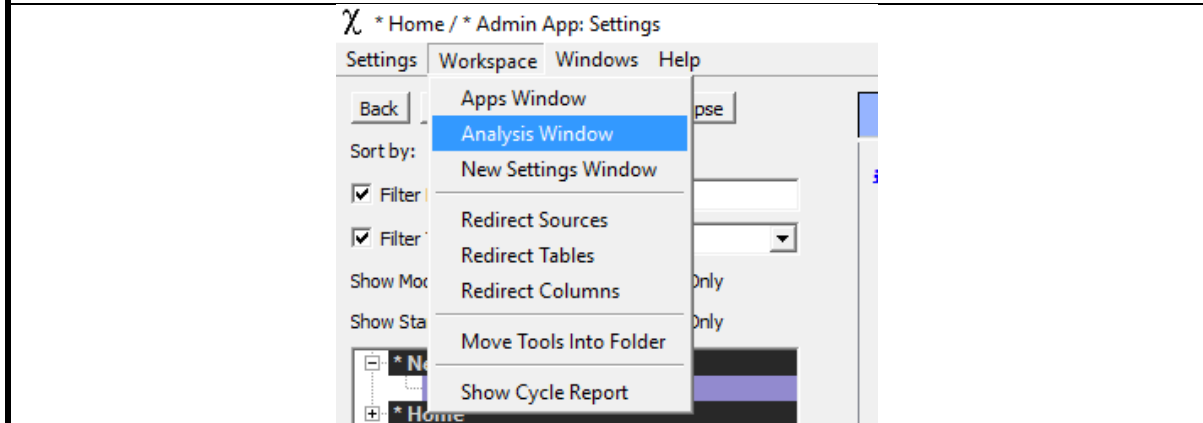 χ * Home / * Admin App: Settings
Settings Workspace Windows Help
Back Apps Window pse
Analysis Window
Sort by:
New Settings Window
Filter
Redirect Sources
Filter
Redirect Tables
Show Mod Redirect Columns Only
Show Sta Only
Move Tools Into Folder
* Ne
Show Cycle Report
* Home